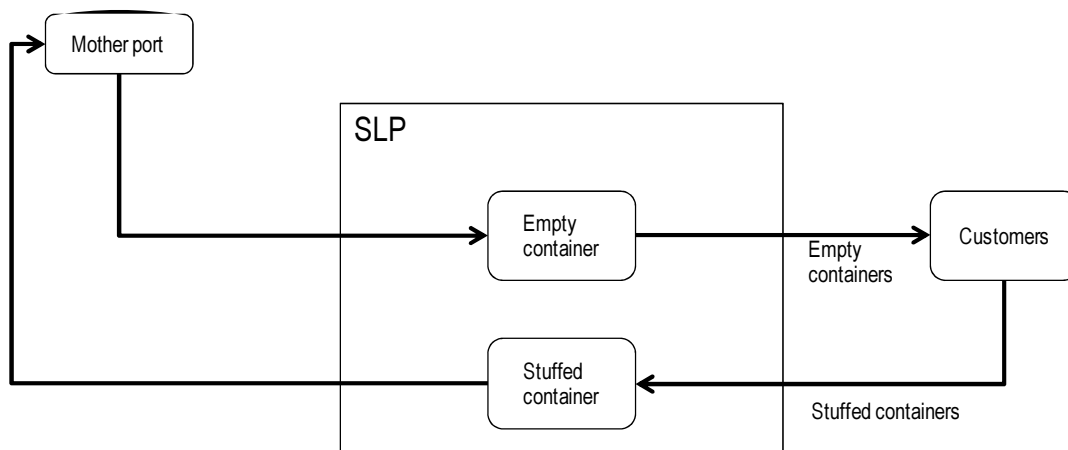 Mother port
SLP
Empty
container
Empty
containers
Customers
Stuffed
container
Stuffed containers